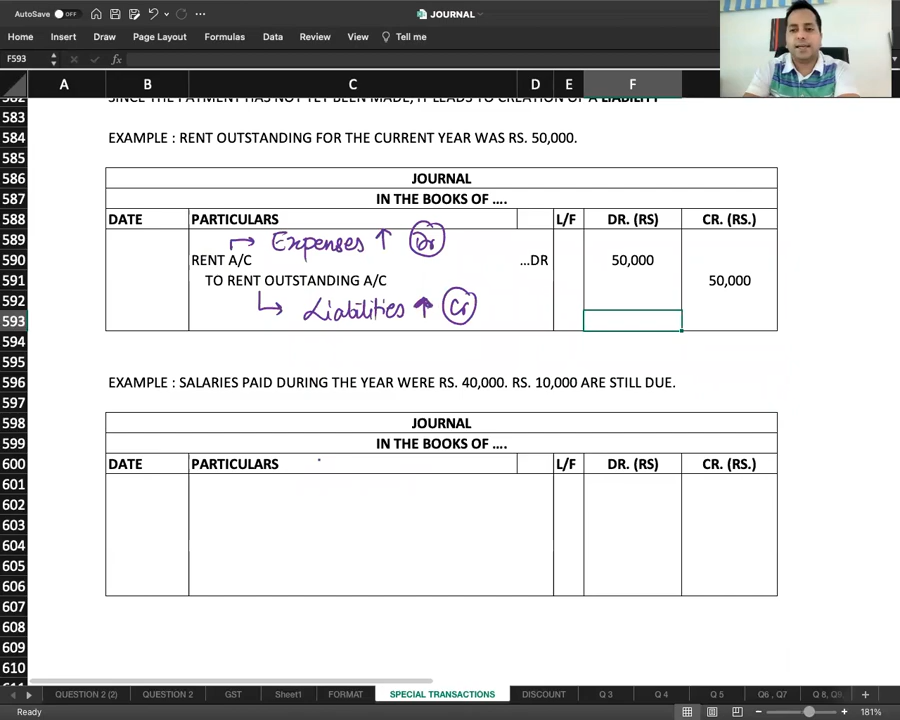 AutoSave OFF JOURNAL
Home Insert Draw Page Layout Formulas Data Review View Tell me
F593 fx
A B C D E F
582 SINCE THE PAYMENT HAS NOT YET BEEN MADE, IT LEADS TO CREATION OF A LIABILITY
583
584 EXAMPLE : RENT OUTSTANDING FOR THE CURRENT YEAR WAS RS. 50,000.
585
586 JOURNAL
587 IN THE BOOKS OF ....
588 DATE PARTICULARS L/F DR. (RS) CR. (RS.)
589 Expenses ↑ Dr
590 RENT A/C ...DR 50,000
591 TO RENT OUTSTANDING A/C 50,000
592 Liabilities ↑ Cr
593
594
595
596 EXAMPLE : SALARIES PAID DURING THE YEAR WERE RS. 40,000. RS. 10,000 ARE STILL DUE.
597
598 JOURNAL
599 IN THE BOOKS OF ....
600 DATE PARTICULARS L/F DR. (RS) CR. (RS.)
601
602
603
604
605
606
607
608
609
610
QUESTION 2 (2) QUESTION 2 GST Sheet1 FORMAT SPECIAL TRANSACTIONS DISCOUNT Q 3 Q 4 Q 5 Q6 , Q7 Q 8, Q9
Ready 181%